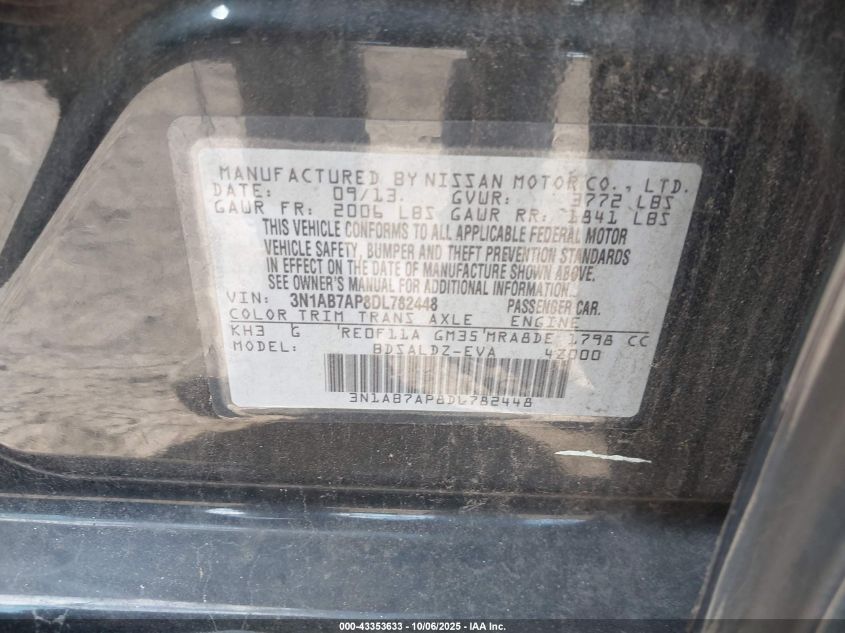 MANUFACTURED BY NISSAN MOTOR CO., LTD.
DATE: 09/13. GVWR: 3772 LBS
GAWR FR: 2006 LBS GAWR RR: 1841 LBS
THIS VEHICLE CONFORMS TO ALL APPLICABLE FEDERAL MOTOR
VEHICLE SAFETY, BUMPER AND THEFT PREVENTION STANDARDS
IN EFFECT ON THE DATE OF MANUFACTURE SHOWN ABOVE.
SEE OWNER'S MANUAL FOR ADDITIONAL INFORMATION.
VIN: 3N1AB7AP8DL782448 PASSENGER CAR.
COLOR TRIM TRANS AXLE ENGINE
KH3 G RE0F11A GM35 MRA8DE 1798 CC
MODEL: BDSALDZ-EVA 4Z000
3N1AB7AP8DL782448
000-43353633 - 10/06/2025 - IAA Inc.